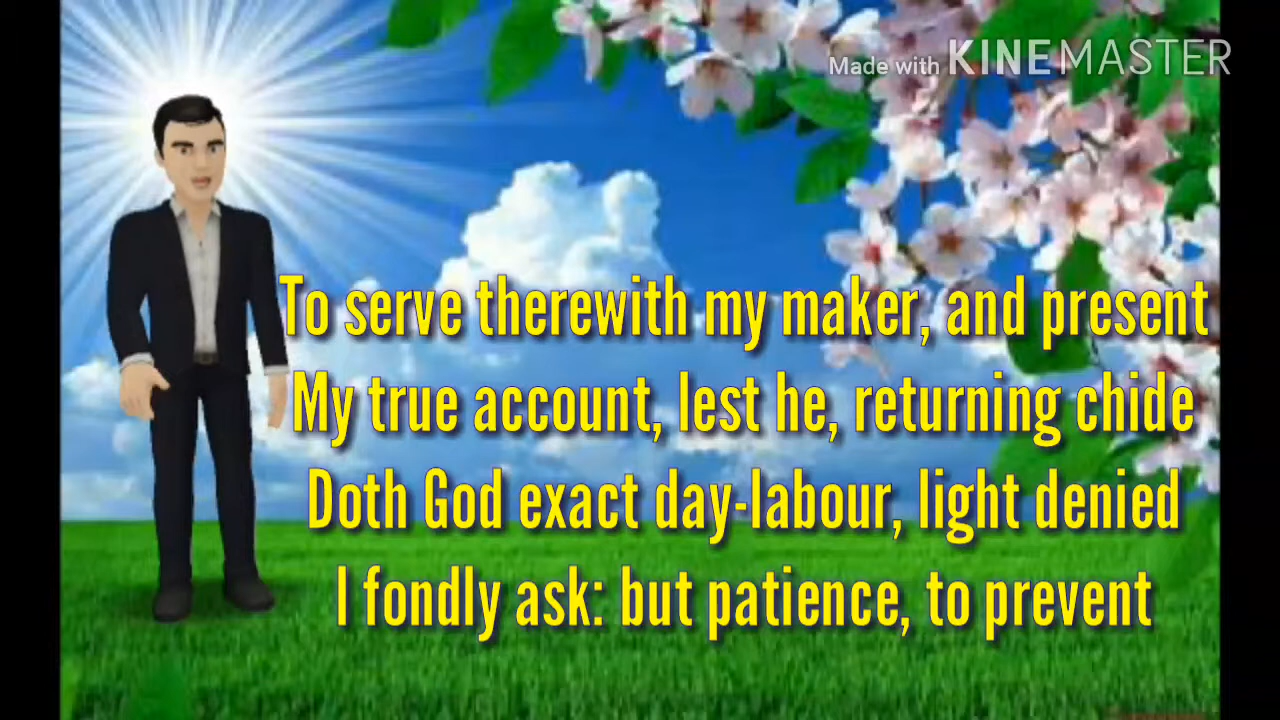 Made with KINEMASTER
To serve therewith my maker, and present
My true account, lest he, returning chide
Doth God exact day-labour, light denied
I fondly ask: but patience, to prevent